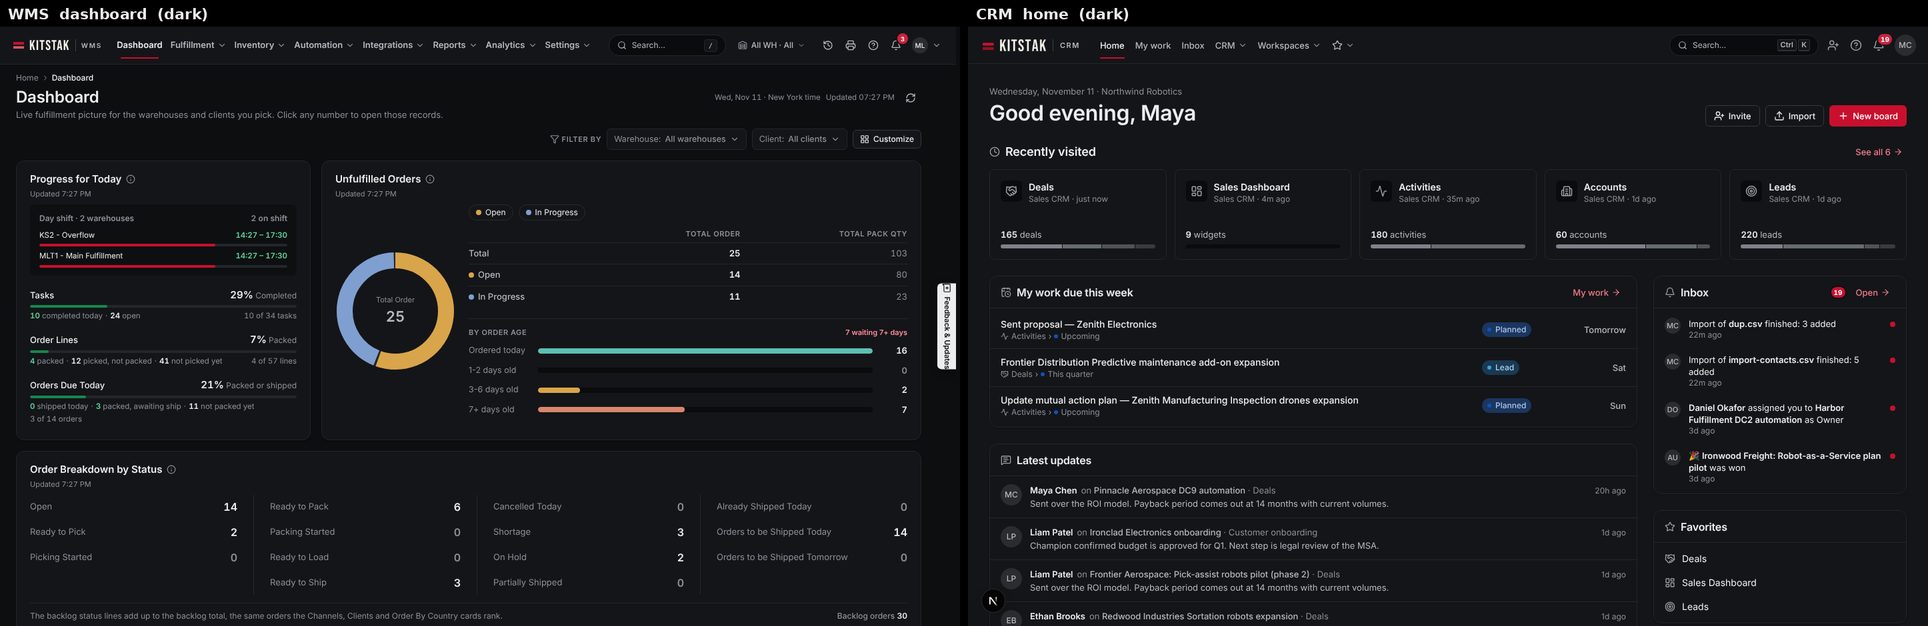 WMS dashboard (dark)
KITSTAK WMS Dashboard Fulfillment Inventory Automation Integrations Reports Analytics Settings Search... / All WH · All 3 ML
Home > Dashboard
Dashboard
Wed, Nov 11 · New York time Updated 07:27 PM
Live fulfillment picture for the warehouses and clients you pick. Click any number to open those records.
FILTER BY Warehouse: All warehouses Client: All clients Customize
Progress for Today
Updated 7:27 PM
Day shift · 2 warehouses 2 on shift
KS2 - Overflow 14:27 – 17:30
MLT1 - Main Fulfillment 14:27 – 17:30
Tasks 29% Completed
10 completed today · 24 open 10 of 34 tasks
Order Lines 7% Packed
4 packed · 12 picked, not packed · 41 not picked yet 4 of 57 lines
Orders Due Today 21% Packed or shipped
0 shipped today · 3 packed, awaiting ship · 11 not packed yet
3 of 14 orders
Unfulfilled Orders
Updated 7:27 PM
Open In Progress
Total Order
25
TOTAL ORDER TOTAL PACK QTY
Total 25 103
Open 14 80
In Progress 11 23
BY ORDER AGE 7 waiting 7+ days
Ordered today 16
1-2 days old 0
3-6 days old 2
7+ days old 7
Feedback & Updates
Order Breakdown by Status
Updated 7:27 PM
Open 14
Ready to Pick 2
Picking Started 0
Ready to Pack 6
Packing Started 0
Ready to Load 0
Ready to Ship 3
Cancelled Today 0
Shortage 3
On Hold 2
Partially Shipped 0
Already Shipped Today 0
Orders to be Shipped Today 14
Orders to be Shipped Tomorrow 0
The backlog status lines add up to the backlog total, the same orders the Channels, Clients and Order By Country cards rank. Backlog orders 30
CRM home (dark)
KITSTAK CRM Home My work Inbox CRM Workspaces Search... Ctrl K 19 MC
Wednesday, November 11 · Northwind Robotics
Good evening, Maya
Invite Import + New board
Recently visited See all 6 →
Deals
Sales CRM · just now
165 deals
Sales Dashboard
Sales CRM · 4m ago
9 widgets
Activities
Sales CRM · 35m ago
180 activities
Accounts
Sales CRM · 1d ago
60 accounts
Leads
Sales CRM · 1d ago
220 leads
My work due this week My work →
Sent proposal — Zenith Electronics Planned Tomorrow
Activities › Upcoming
Frontier Distribution Predictive maintenance add-on expansion Lead Sat
Deals › This quarter
Update mutual action plan — Zenith Manufacturing Inspection drones expansion Planned Sun
Activities › Upcoming
Latest updates
MC Maya Chen on Pinnacle Aerospace DC9 automation · Deals 20h ago
Sent over the ROI model. Payback period comes out at 14 months with current volumes.
LP Liam Patel on Ironclad Electronics onboarding · Customer onboarding 1d ago
Champion confirmed budget is approved for Q1. Next step is legal review of the MSA.
LP Liam Patel on Frontier Aerospace: Pick-assist robots pilot (phase 2) · Deals 1d ago
Sent over the ROI model. Payback period comes out at 14 months with current volumes.
N
EB Ethan Brooks on Redwood Industries Sortation robots expansion · Deals 1d ago
Inbox 19 Open →
MC Import of dup.csv finished: 3 added
22m ago
MC Import of import-contacts.csv finished: 5
added
22m ago
DO Daniel Okafor assigned you to Harbor
Fulfillment DC2 automation as Owner
3d ago
AU 🎉 Ironwood Freight: Robot-as-a-Service plan
pilot was won
3d ago
Favorites
Deals
Sales Dashboard
Leads